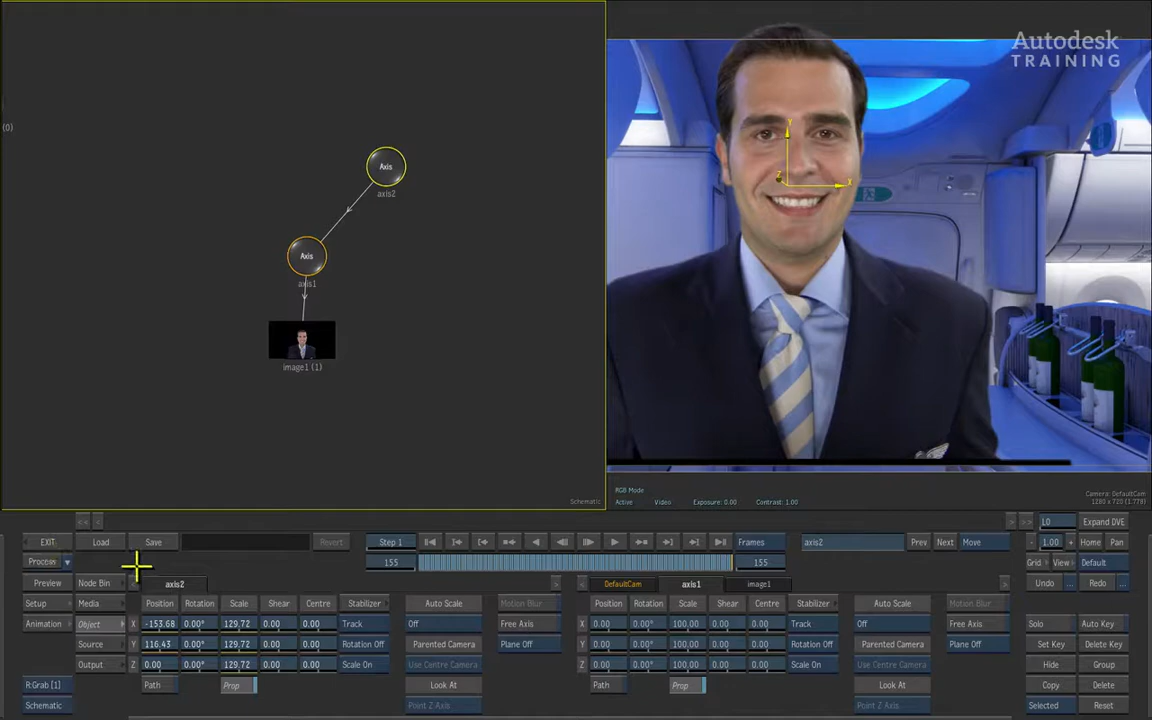 Autodesk
TRAINING
(0)
Axis
axis2
Axis
axis1
image1 (1)
Y
X
Z
Schematic
RGB Mode
Active Video Exposure: 0.00 Contrast: 1.00
Camera: DefaultCam
1280 x 720 (1.779)
<< < > >> L0 Expand DVE
EXIT Load Save Revert Step 1 Frames axis2 Prev Next Move - 1.00 + Home Pan
Process 155 155 Grid View Default
Preview Node Bin < axis2 > < DefaultCam axis1 image1 > Undo ... Redo ...
Setup Media Position Rotation Scale Shear Centre Stabilizer Auto Scale Motion Blur Position Rotation Scale Shear Centre Stabilizer Auto Scale Motion Blur
Animation Object X -153.68 0.00° 129.72 0.00 0.00 Track Off Free Axis X 0.00 0.00° 100.00 0.00 0.00 Track Off Free Axis Solo Auto Key
Source Y 116.43 0.00° 129.72 0.00 0.00 Rotation Off Parented Camera Plane Off Y 0.00 0.00° 100.00 0.00 0.00 Rotation Off Parented Camera Plane Off Set Key Delete Key
Output Z 0.00 0.00° 129.72 0.00 0.00 Scale On Use Centre Camera Z 0.00 0.00° 100.00 0.00 0.00 Scale On Use Centre Camera Hide Group
R:Grab [1] Path Prop Look At Path Prop Look At Copy Delete
Schematic Point Z Axis Point Z Axis Selected Reset